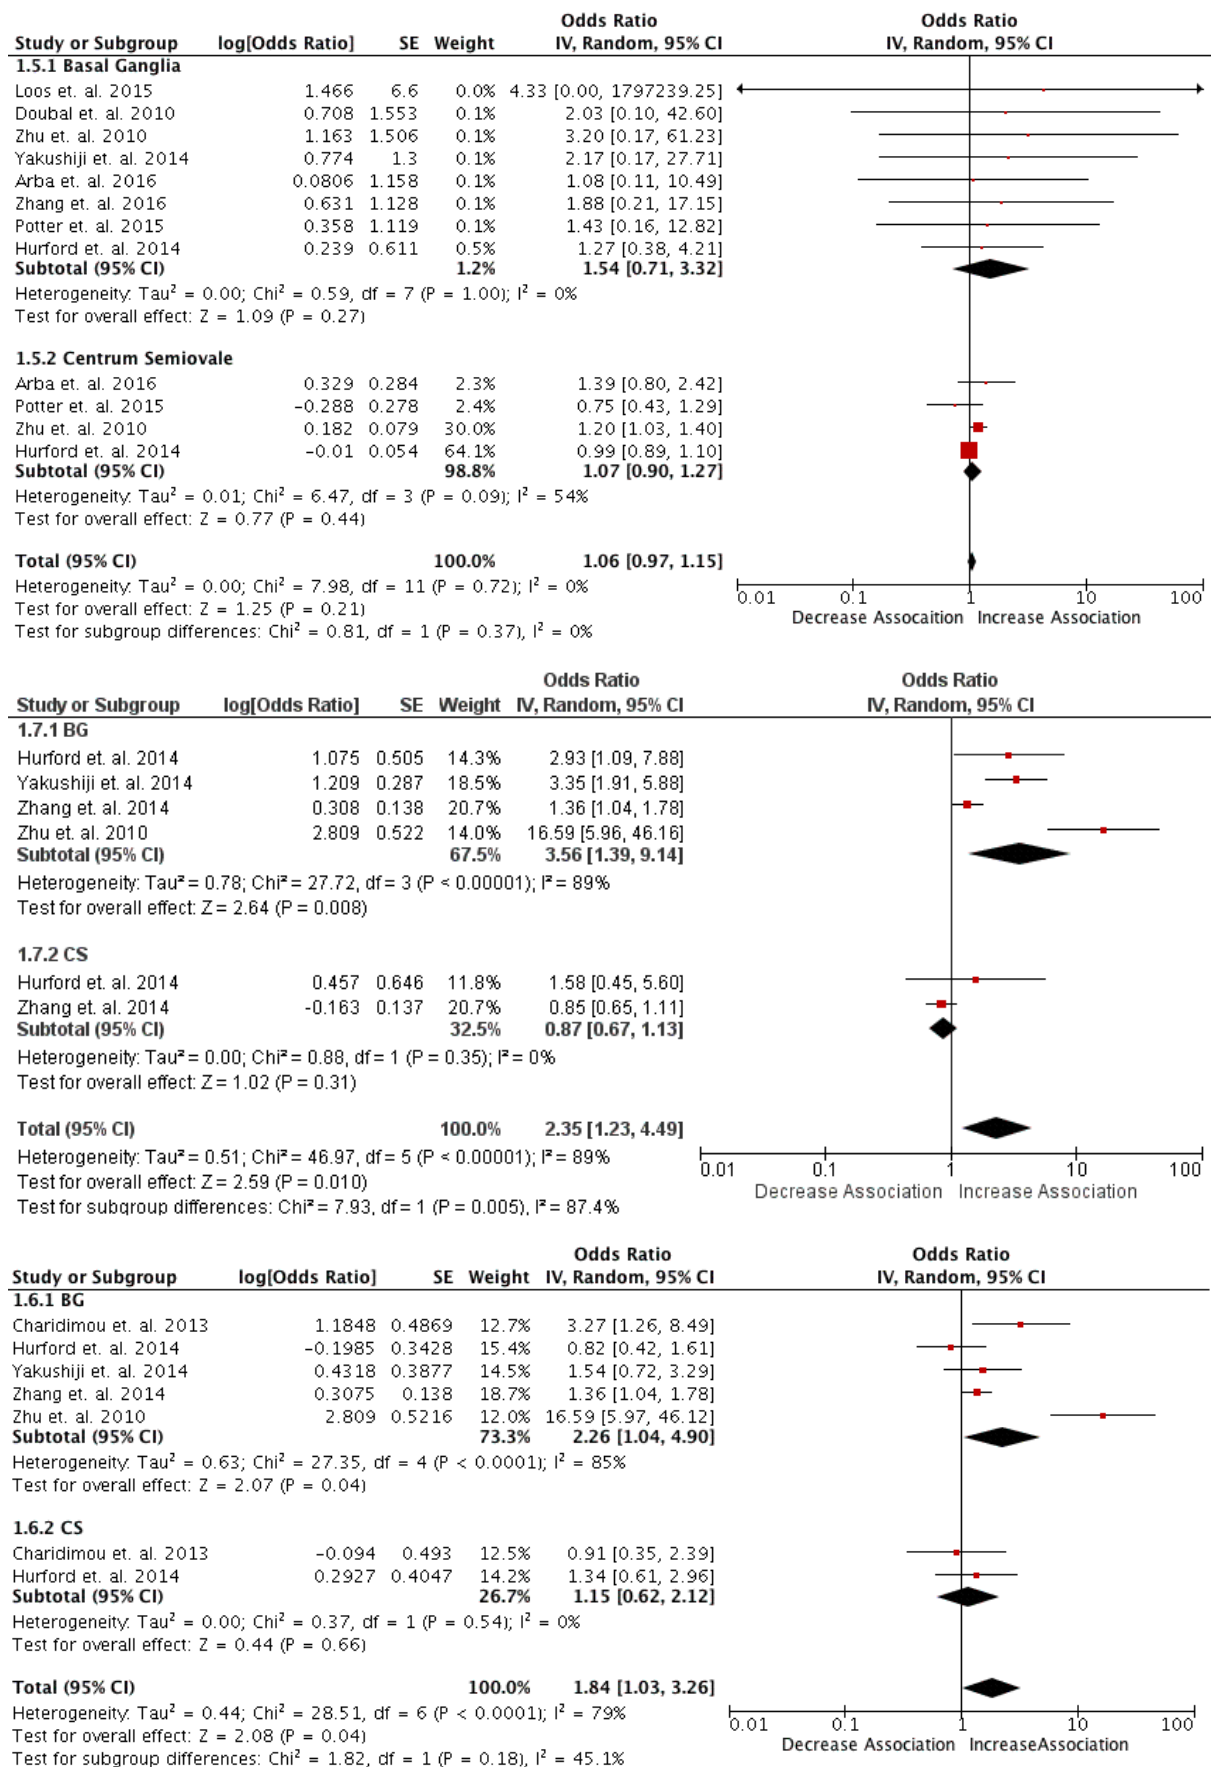 Odds Ratio Odds Ratio
Study or Subgroup log[Odds Ratio] SE Weight IV, Random, 95% CI IV, Random, 95% CI
1.5.1 Basal Ganglia
Loos et. al. 2015 1.466 6.6 0.0% 4.33 [0.00, 1797239.25]
Doubal et. al. 2010 0.708 1.553 0.1% 2.03 [0.10, 42.60]
Zhu et. al. 2010 1.163 1.506 0.1% 3.20 [0.17, 61.23]
Yakushiji et. al. 2014 0.774 1.3 0.1% 2.17 [0.17, 27.71]
Arba et. al. 2016 0.0806 1.158 0.1% 1.08 [0.11, 10.49]
Zhang et. al. 2016 0.631 1.128 0.1% 1.88 [0.21, 17.15]
Potter et. al. 2015 0.358 1.119 0.1% 1.43 [0.16, 12.82]
Hurford et. al. 2014 0.239 0.611 0.5% 1.27 [0.38, 4.21]
Subtotal (95% CI) 1.2% 1.54 [0.71, 3.32]
Heterogeneity: Tau² = 0.00; Chi² = 0.59, df = 7 (P = 1.00); I² = 0%
Test for overall effect: Z = 1.09 (P = 0.27)
1.5.2 Centrum Semiovale
Arba et. al. 2016 0.329 0.284 2.3% 1.39 [0.80, 2.42]
Potter et. al. 2015 −0.288 0.278 2.4% 0.75 [0.43, 1.29]
Zhu et. al. 2010 0.182 0.079 30.0% 1.20 [1.03, 1.40]
Hurford et. al. 2014 −0.01 0.054 64.1% 0.99 [0.89, 1.10]
Subtotal (95% CI) 98.8% 1.07 [0.90, 1.27]
Heterogeneity: Tau² = 0.01; Chi² = 6.47, df = 3 (P = 0.09); I² = 54%
Test for overall effect: Z = 0.77 (P = 0.44)
Total (95% CI) 100.0% 1.06 [0.97, 1.15]
Heterogeneity: Tau² = 0.00; Chi² = 7.98, df = 11 (P = 0.72); I² = 0%
Test for overall effect: Z = 1.25 (P = 0.21)
Test for subgroup differences: Chi² = 0.81, df = 1 (P = 0.37), I² = 0%
0.01 0.1 1 10 100
Decrease Assocaition Increase Association
Odds Ratio Odds Ratio
Study or Subgroup log[Odds Ratio] SE Weight IV, Random, 95% CI IV, Random, 95% CI
1.7.1 BG
Hurford et. al. 2014 1.075 0.505 14.3% 2.93 [1.09, 7.88]
Yakushiji et. al. 2014 1.209 0.287 18.5% 3.35 [1.91, 5.88]
Zhang et. al. 2014 0.308 0.138 20.7% 1.36 [1.04, 1.78]
Zhu et. al. 2010 2.809 0.522 14.0% 16.59 [5.96, 46.16]
Subtotal (95% CI) 67.5% 3.56 [1.39, 9.14]
Heterogeneity: Tau² = 0.78; Chi² = 27.72, df = 3 (P < 0.00001); I² = 89%
Test for overall effect: Z = 2.64 (P = 0.008)
1.7.2 CS
Hurford et. al. 2014 0.457 0.646 11.8% 1.58 [0.45, 5.60]
Zhang et. al. 2014 -0.163 0.137 20.7% 0.85 [0.65, 1.11]
Subtotal (95% CI) 32.5% 0.87 [0.67, 1.13]
Heterogeneity: Tau² = 0.00; Chi² = 0.88, df = 1 (P = 0.35); I² = 0%
Test for overall effect: Z = 1.02 (P = 0.31)
Total (95% CI) 100.0% 2.35 [1.23, 4.49]
Heterogeneity: Tau² = 0.51; Chi² = 46.97, df = 5 (P < 0.00001); I² = 89%
Test for overall effect: Z = 2.59 (P = 0.010)
Test for subgroup differences: Chi² = 7.93, df = 1 (P = 0.005), I² = 87.4%
0.01 0.1 1 10 100
Decrease Association Increase Association
Odds Ratio Odds Ratio
Study or Subgroup log[Odds Ratio] SE Weight IV, Random, 95% CI IV, Random, 95% CI
1.6.1 BG
Charidimou et. al. 2013 1.1848 0.4869 12.7% 3.27 [1.26, 8.49]
Hurford et. al. 2014 −0.1985 0.3428 15.4% 0.82 [0.42, 1.61]
Yakushiji et. al. 2014 0.4318 0.3877 14.5% 1.54 [0.72, 3.29]
Zhang et. al. 2014 0.3075 0.138 18.7% 1.36 [1.04, 1.78]
Zhu et. al. 2010 2.809 0.5216 12.0% 16.59 [5.97, 46.12]
Subtotal (95% CI) 73.3% 2.26 [1.04, 4.90]
Heterogeneity: Tau² = 0.63; Chi² = 27.35, df = 4 (P < 0.0001); I² = 85%
Test for overall effect: Z = 2.07 (P = 0.04)
1.6.2 CS
Charidimou et. al. 2013 −0.094 0.493 12.5% 0.91 [0.35, 2.39]
Hurford et. al. 2014 0.2927 0.4047 14.2% 1.34 [0.61, 2.96]
Subtotal (95% CI) 26.7% 1.15 [0.62, 2.12]
Heterogeneity: Tau² = 0.00; Chi² = 0.37, df = 1 (P = 0.54); I² = 0%
Test for overall effect: Z = 0.44 (P = 0.66)
Total (95% CI) 100.0% 1.84 [1.03, 3.26]
Heterogeneity: Tau² = 0.44; Chi² = 28.51, df = 6 (P < 0.0001); I² = 79%
Test for overall effect: Z = 2.08 (P = 0.04)
Test for subgroup differences: Chi² = 1.82, df = 1 (P = 0.18), I² = 45.1%
0.01 0.1 1 10 100
Decrease Association IncreaseAssociation